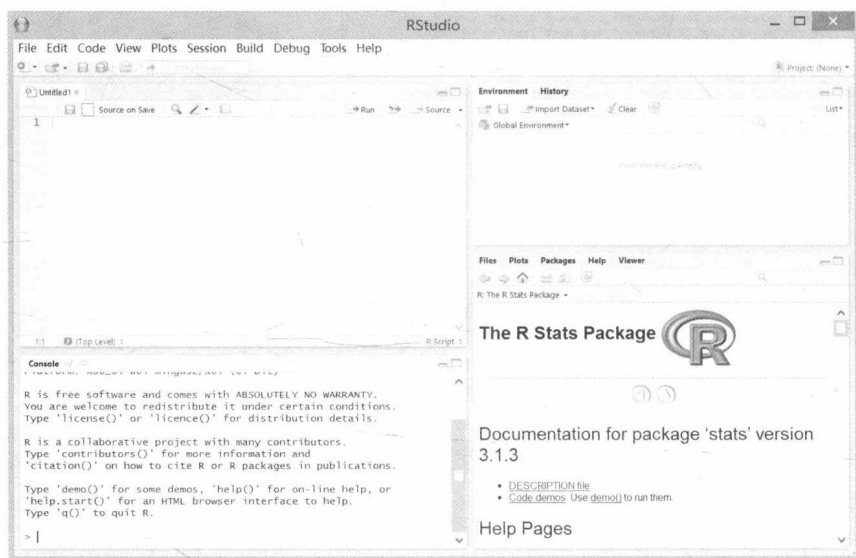 RStudio
File Edit Code View Plots Session Build Debug Tools Help
Project: (None)
Untitled1 ×
Source on Save
Run
Source
1
1:1
(Top Level)
R Script
Console ~/
R is free software and comes with ABSOLUTELY NO WARRANTY.
You are welcome to redistribute it under certain conditions.
Type 'license()' or 'licence()' for distribution details.
R is a collaborative project with many contributors.
Type 'contributors()' for more information and
'citation()' on how to cite R or R packages in publications.
Type 'demo()' for some demos, 'help()' for on-line help, or
'help.start()' for an HTML browser interface to help.
Type 'q()' to quit R.
>
Environment History
Import Dataset Clear
List
Global Environment
Environment is empty
Files Plots Packages Help Viewer
R: The R Stats Package
The R Stats Package R
Documentation for package ‘stats’ version
3.1.3
• DESCRIPTION file
• Code demos. Use demo() to run them.
Help Pages